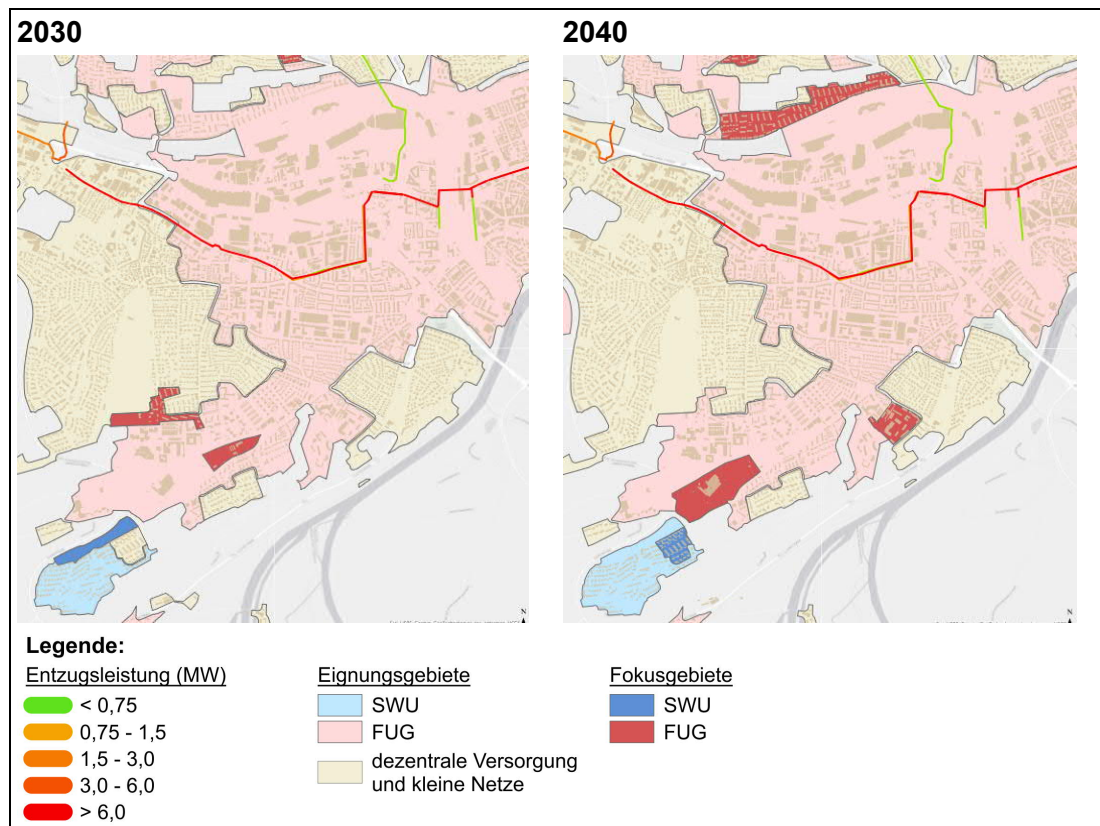 2030
2040
N
N
Legende:
Entzugsleistung (MW)
< 0,75
0,75 - 1,5
1,5 - 3,0
3,0 - 6,0
> 6,0
Eignungsgebiete
SWU
FUG
dezentrale Versorgung
und kleine Netze
Fokusgebiete
SWU
FUG